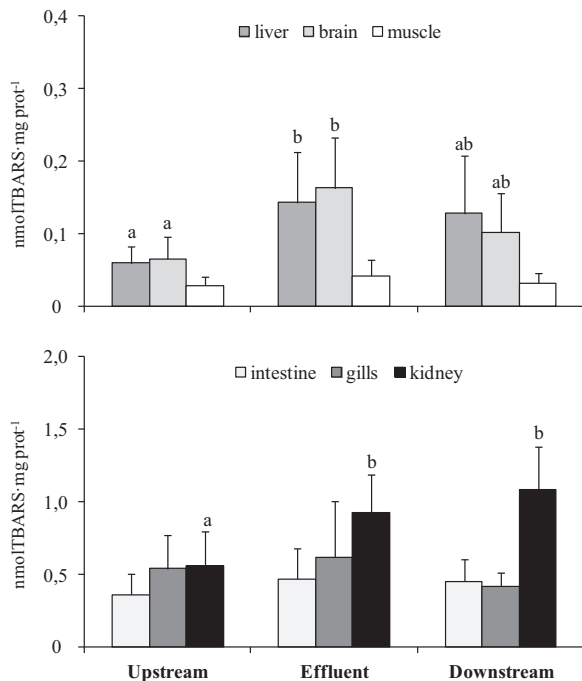 0,4
liver brain muscle
0,3
0,2
0,1
0
nmolTBARS·mg prot⁻¹
a a
b b
ab ab
2,0
intestine gills kidney
1,5
1,0
0,5
0
nmolTBARS·mg prot⁻¹
a
b
b
Upstream Effluent Downstream